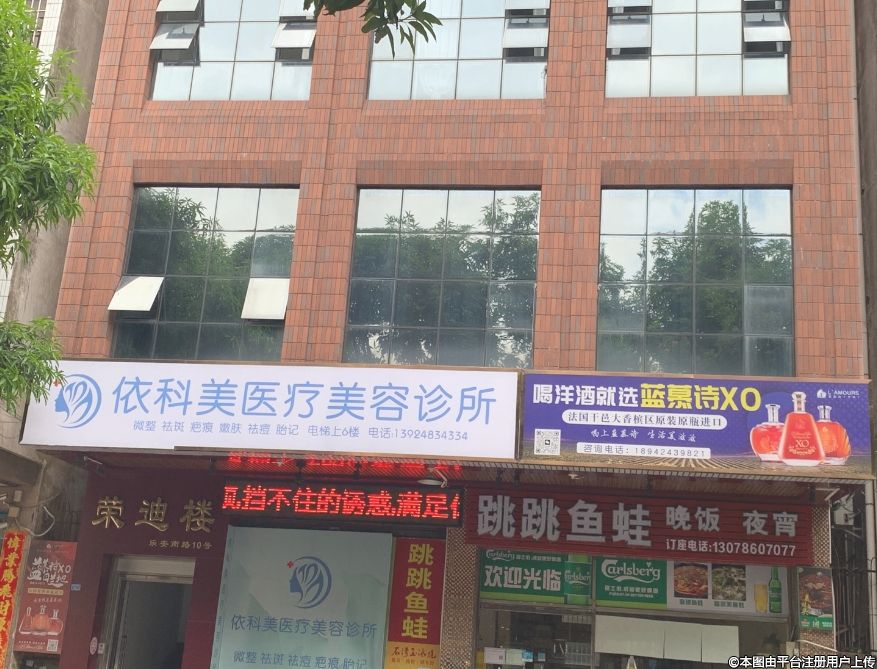 依科美医疗美容诊所
微整 祛斑 疤痕 嫩肤 祛痘 胎记 电梯上6楼 电话:13924834334
喝洋酒就选蓝慕诗XO
法国干邑大香槟区原装原瓶进口
喝上蓝慕诗 生活美滋滋
咨询电话:18942439821
L'AMOURS
XO
荣迪楼
乐安南路10号
挡不住的诱惑,满足
跳跳鱼蛙 晚饭 夜宵
订座电话:13078607077
欢迎光临
Carlsberg
Carlsberg
跳跳鱼蛙
依科美医疗美容诊所
微整 祛斑 祛痘 疤痕 胎记
©本图由平台注册用户上传